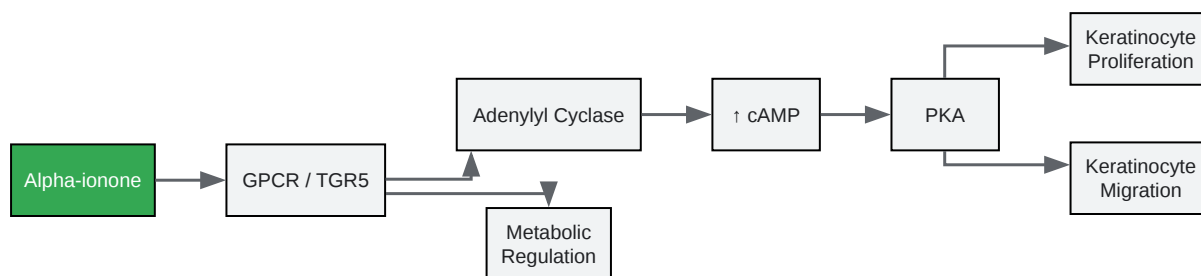 Alpha-ionone
GPCR / TGR5
Adenylyl Cyclase
↑ cAMP
PKA
Keratinocyte
Proliferation
Keratinocyte
Migration
Metabolic
Regulation